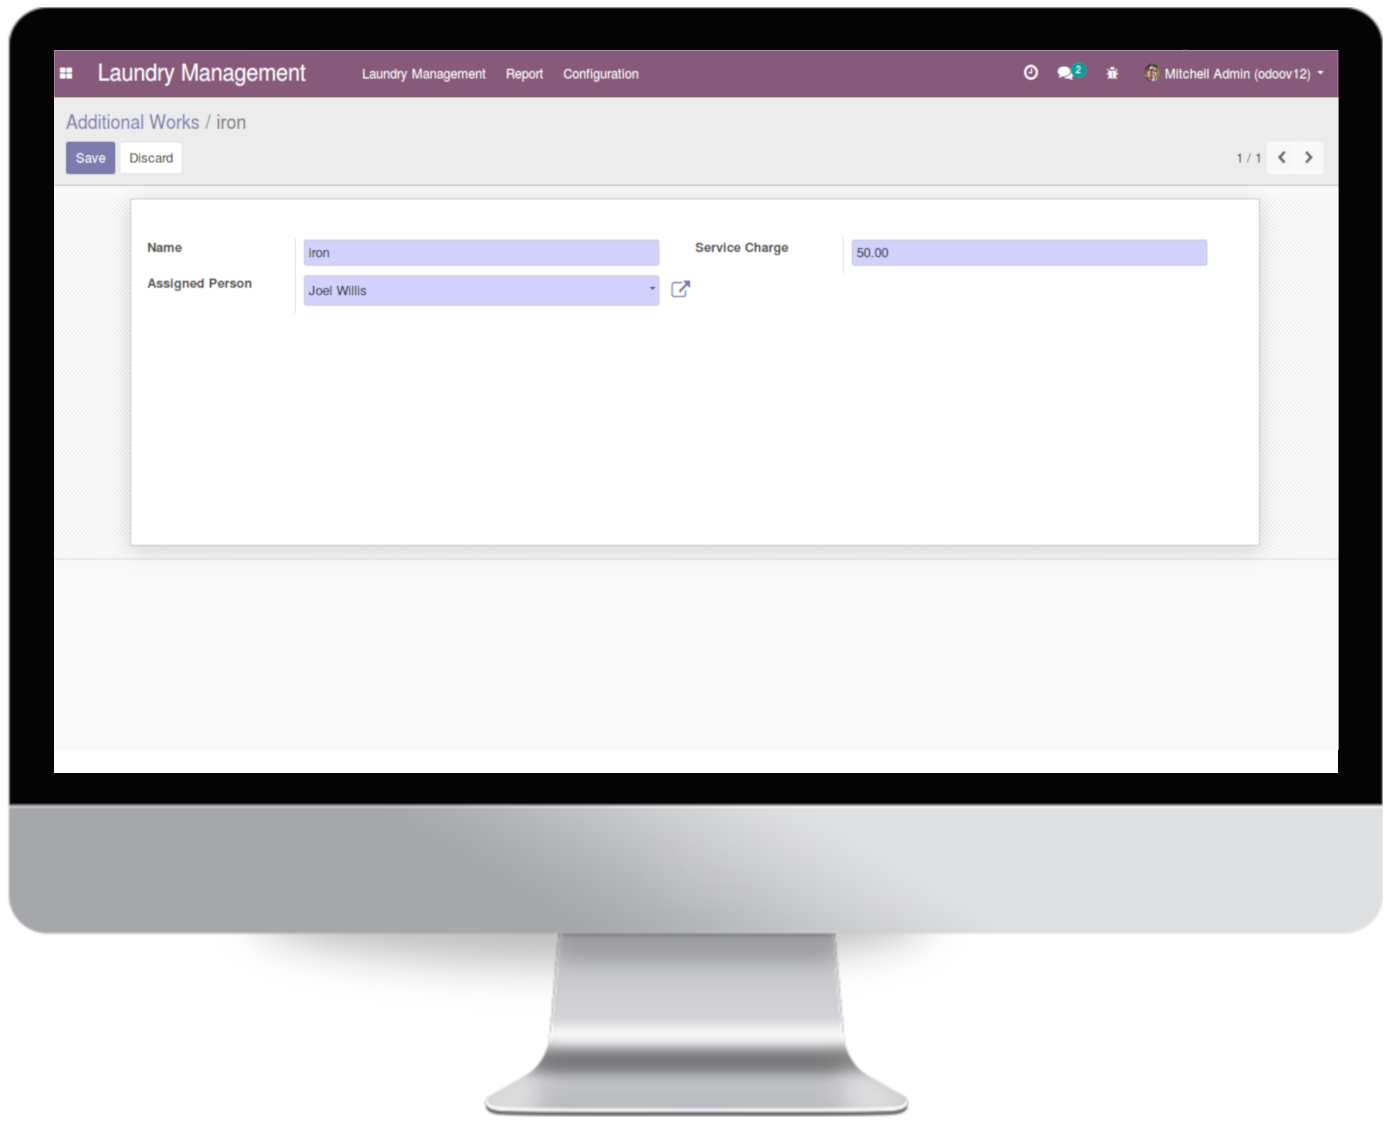 Laundry Management Laundry Management Report Configuration 2 Mitchell Admin (odoov12)
Additional Works / iron
Save Discard 1 / 1
Name iron Service Charge 50.00
Assigned Person Joel Willis